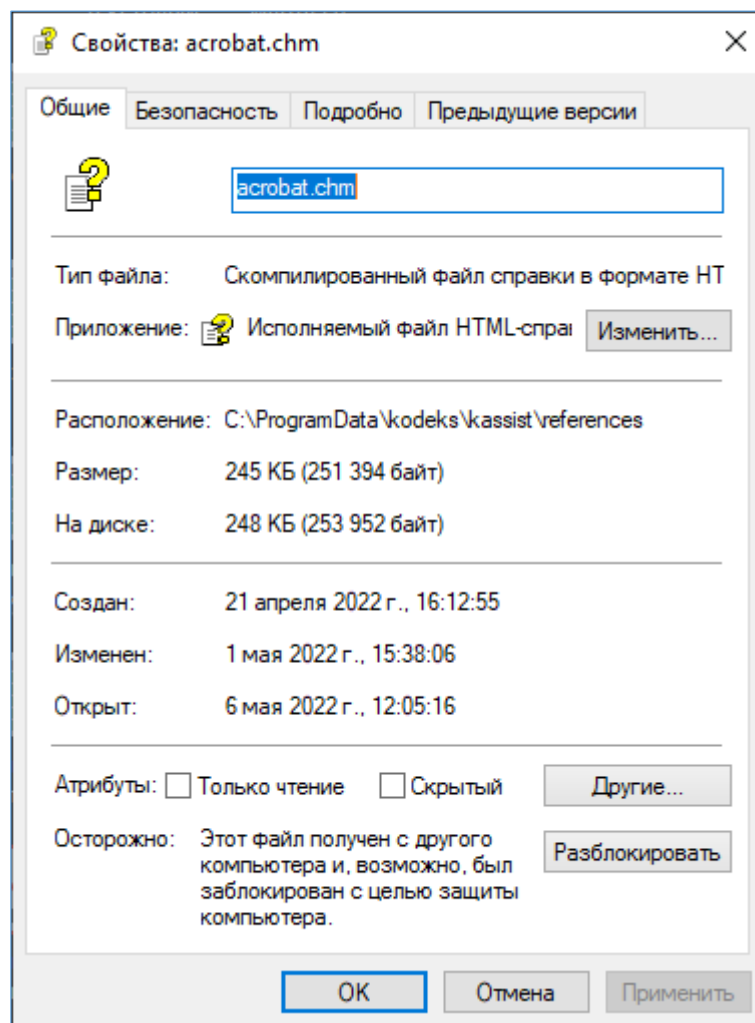 Свойства: acrobat.chm
Общие Безопасность Подробно Предыдущие версии
acrobat.chm
Тип файла: Скомпилированный файл справки в формате HT
Приложение: Исполняемый файл HTML-справ Изменить...
Расположение: C:\ProgramData\kodeks\kassist\references
Размер: 245 КБ (251 394 байт)
На диске: 248 КБ (253 952 байт)
Создан: 21 апреля 2022 г., 16:12:55
Изменен: 1 мая 2022 г., 15:38:06
Открыт: 6 мая 2022 г., 12:05:16
Атрибуты: Только чтение Скрытый Другие...
Осторожно: Этот файл получен с другого
компьютера и, возможно, был
заблокирован с целью защиты
компьютера.
Разблокировать
OK Отмена Применить